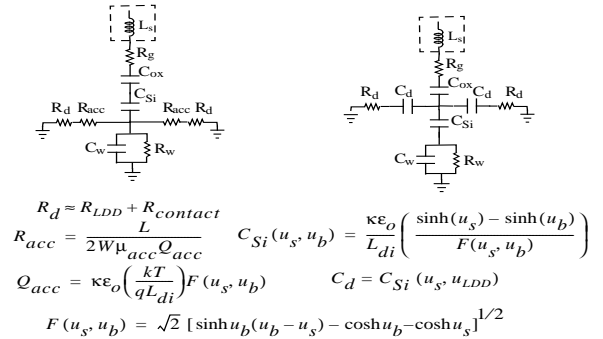 L_s
R_g
C_ox
C_Si
R_d R_acc R_acc R_d
C_w R_w
L_s
R_g
C_ox
R_d C_d C_d R_d
C_Si
C_w R_w
R_d ≈ R_LDD + R_contact
R_acc = L / (2Wμ_acc Q_acc)
C_Si(u_s, u_b) = (κε_o / L_di) ( (sinh(u_s) − sinh(u_b)) / F(u_s, u_b) )
Q_acc = κε_o (kT / qL_di) F(u_s, u_b)
C_d = C_Si (u_s, u_LDD)
F(u_s, u_b) = √2 [sinh u_b(u_b − u_s) − cosh u_b − cosh u_s]^1/2